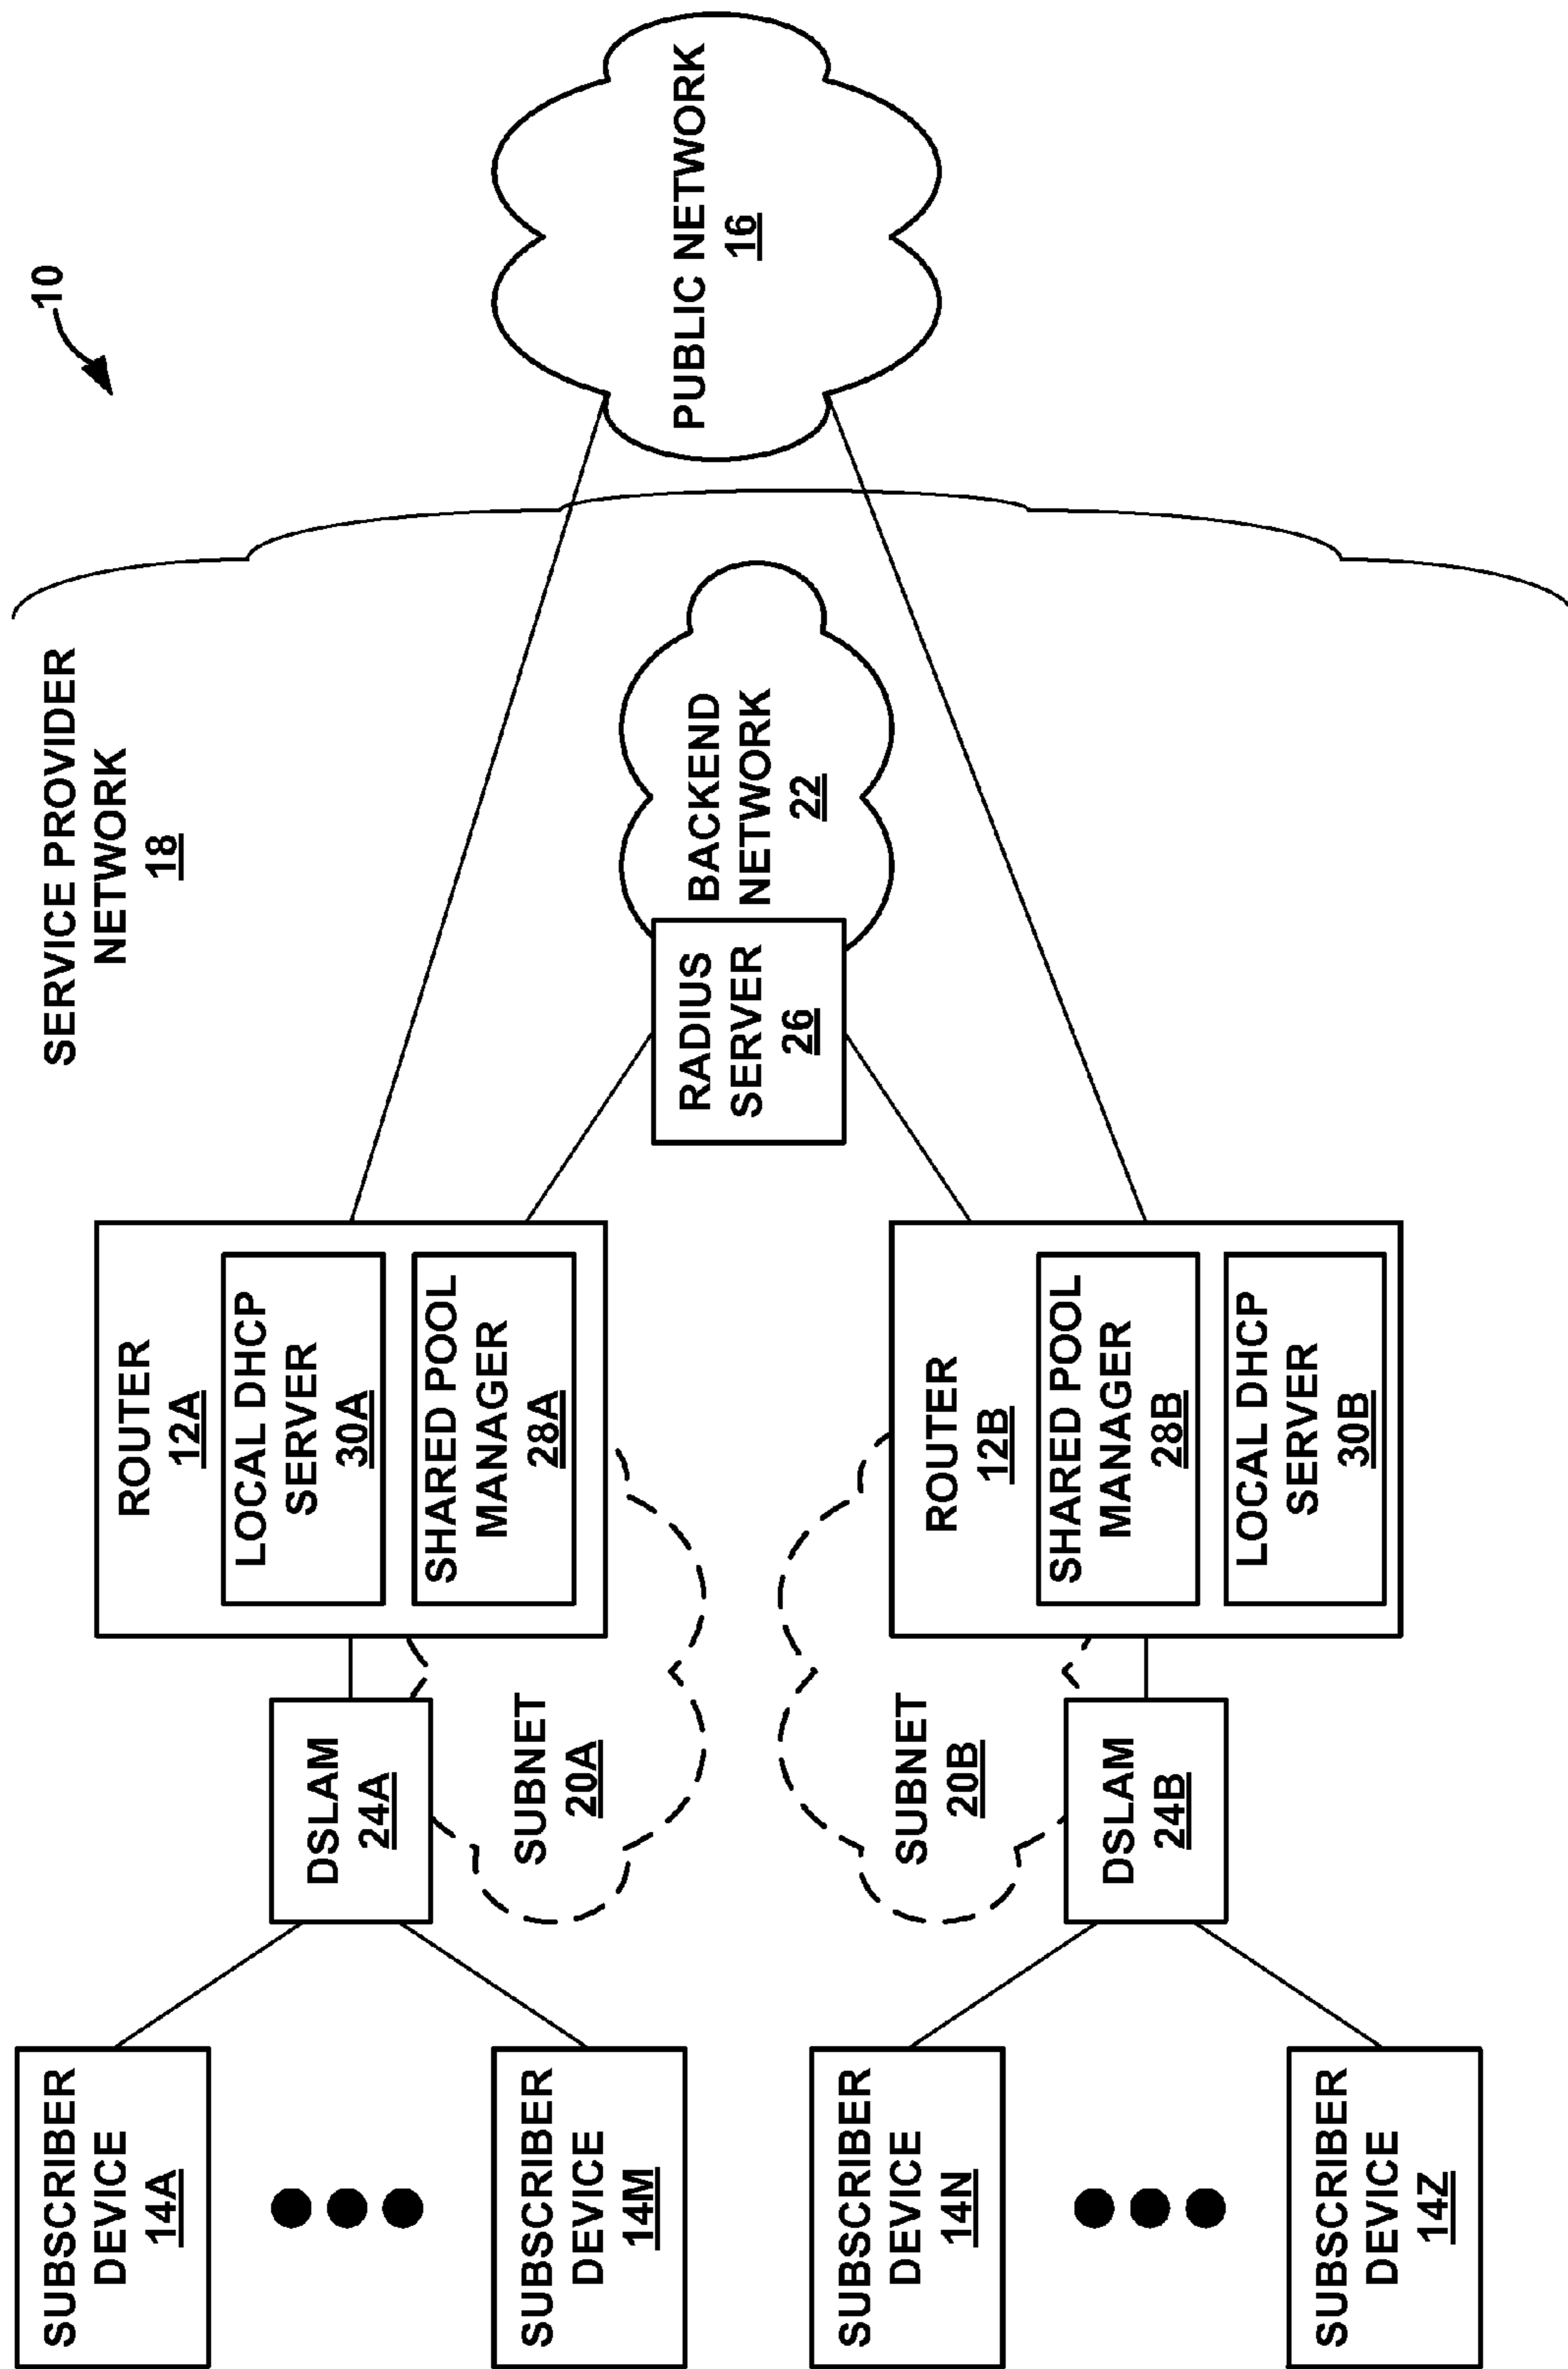 10
SERVICE PROVIDER
NETWORK
18
SUBSCRIBER
DEVICE
14A
SUBSCRIBER
DEVICE
14M
SUBSCRIBER
DEVICE
14N
SUBSCRIBER
DEVICE
14Z
DSLAM
24A
SUBNET
20A
SUBNET
20B
DSLAM
24B
ROUTER
12A
LOCAL DHCP
SERVER
30A
SHARED POOL
MANAGER
28A
ROUTER
12B
SHARED POOL
MANAGER
28B
LOCAL DHCP
SERVER
30B
RADIUS
SERVER
26
BACKEND
NETWORK
22
PUBLIC NETWORK
16